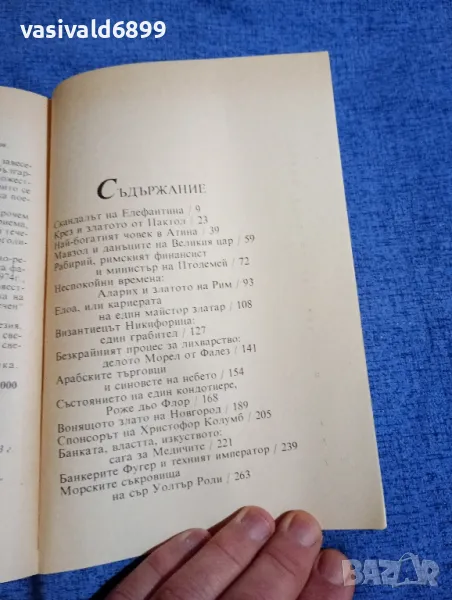 vasivald6899
СЪДЪРЖАНИЕ
Скандалът на Елефантина / 9
Крез и златото от Пактол / 23
Най-богатият човек в Атина / 39
Мавзол и данъците на Великия цар / 59
Рабирий, римският финансист
и министър на Птолемей / 72
Неспокойни времена:
Аларих и златото на Рим / 93
Елоа, или кариерата
на един майстор златар / 108
Византиецът Никифорица:
един грабител / 127
Безкрайният процес за лихварство:
делото Морел от Фалез / 141
Арабските търговци
и синовете на небето / 154
Състоянието на един кондотиере,
Роже дьо Флор / 168
Вонящото злато на Новгород / 189
Спонсорът на Христофор Колумб / 205
Банката, властта, изкуството:
сага за Медичите / 221
Банкерите Фугер и техният император / 239
Морските съкровища
на сър Уолтър Роли / 263
BAZAR